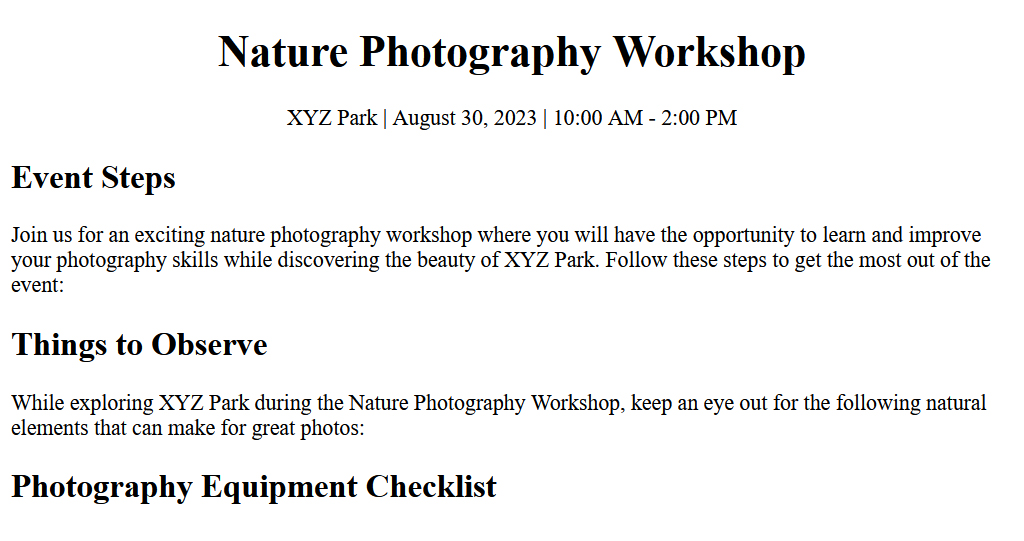 Nature Photography Workshop
XYZ Park | August 30, 2023 | 10:00 AM - 2:00 PM
Event Steps
Join us for an exciting nature photography workshop where you will have the opportunity to learn and improve
your photography skills while discovering the beauty of XYZ Park. Follow these steps to get the most out of the
event:
Things to Observe
While exploring XYZ Park during the Nature Photography Workshop, keep an eye out for the following natural
elements that can make for great photos:
Photography Equipment Checklist